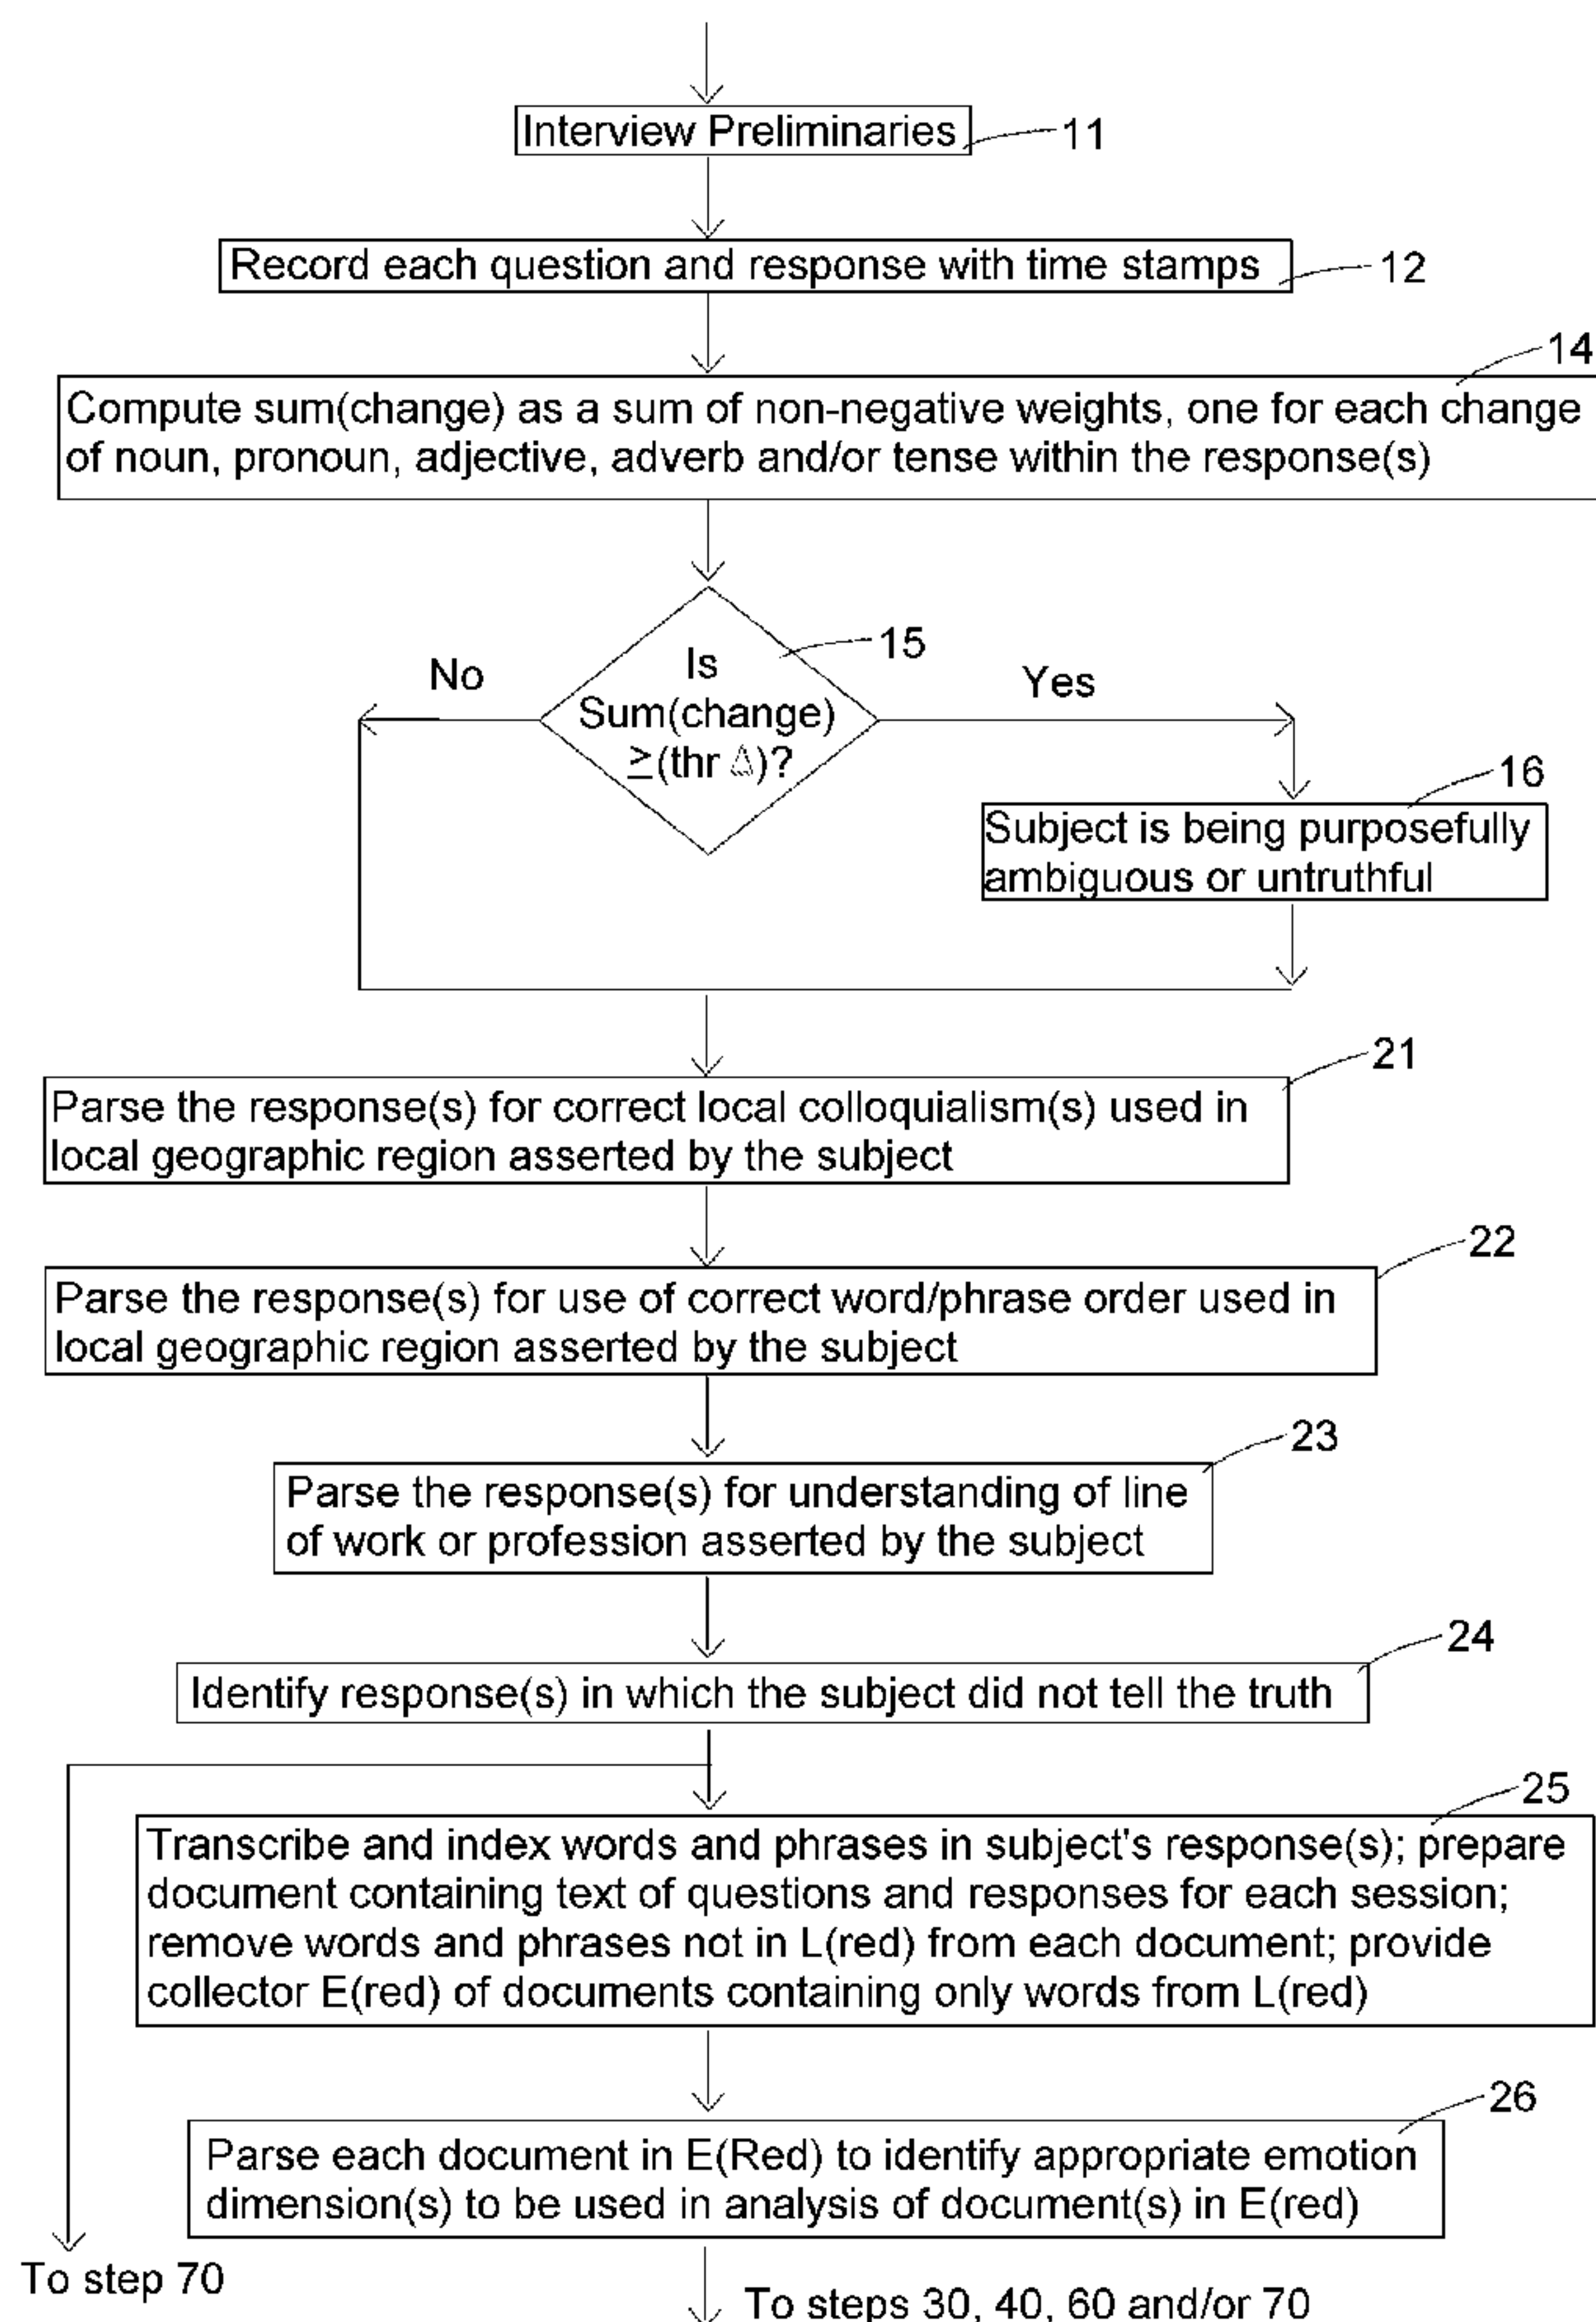 Interview Preliminaries
11
Record each question and response with time stamps
12
14
Compute sum(change) as a sum of non-negative weights, one for each change
of noun, pronoun, adjective, adverb and/or tense within the response(s)
15
No
Is
Sum(change)
≥(thr Δ)?
Yes
16
Subject is being purposefully
ambiguous or untruthful
21
Parse the response(s) for correct local colloquialism(s) used in
local geographic region asserted by the subject
22
Parse the response(s) for use of correct word/phrase order used in
local geographic region asserted by the subject
23
Parse the response(s) for understanding of line
of work or profession asserted by the subject
24
Identify response(s) in which the subject did not tell the truth
25
Transcribe and index words and phrases in subject's response(s); prepare
document containing text of questions and responses for each session;
remove words and phrases not in L(red) from each document; provide
collector E(red) of documents containing only words from L(red)
26
Parse each document in E(Red) to identify appropriate emotion
dimension(s) to be used in analysis of document(s) in E(red)
To step 70
To steps 30, 40, 60 and/or 70